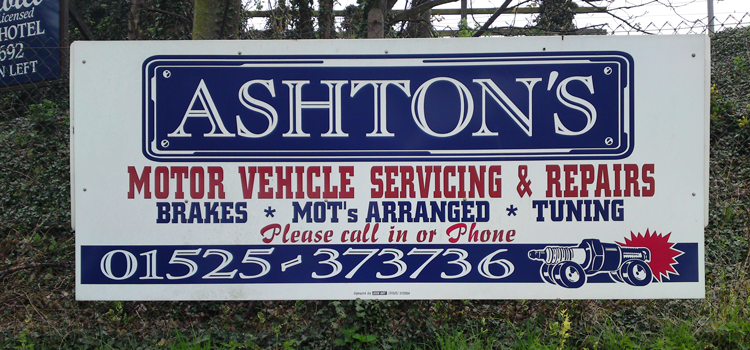 Licensed
HOTEL
692
N LEFT
ASHTON'S
MOTOR VEHICLE SERVICING & REPAIRS
BRAKES * MOT's ARRANGED * TUNING
Please call in or Phone
01525-373736